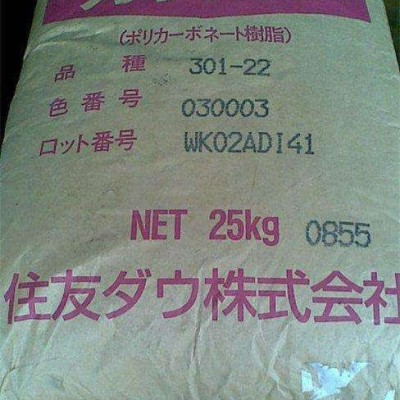 (ポリカーボネート樹脂)
品 種 301-22
色番号 030003
ロット番号 WK02ADI41
NET 25kg 0855
住友ダウ株式会社